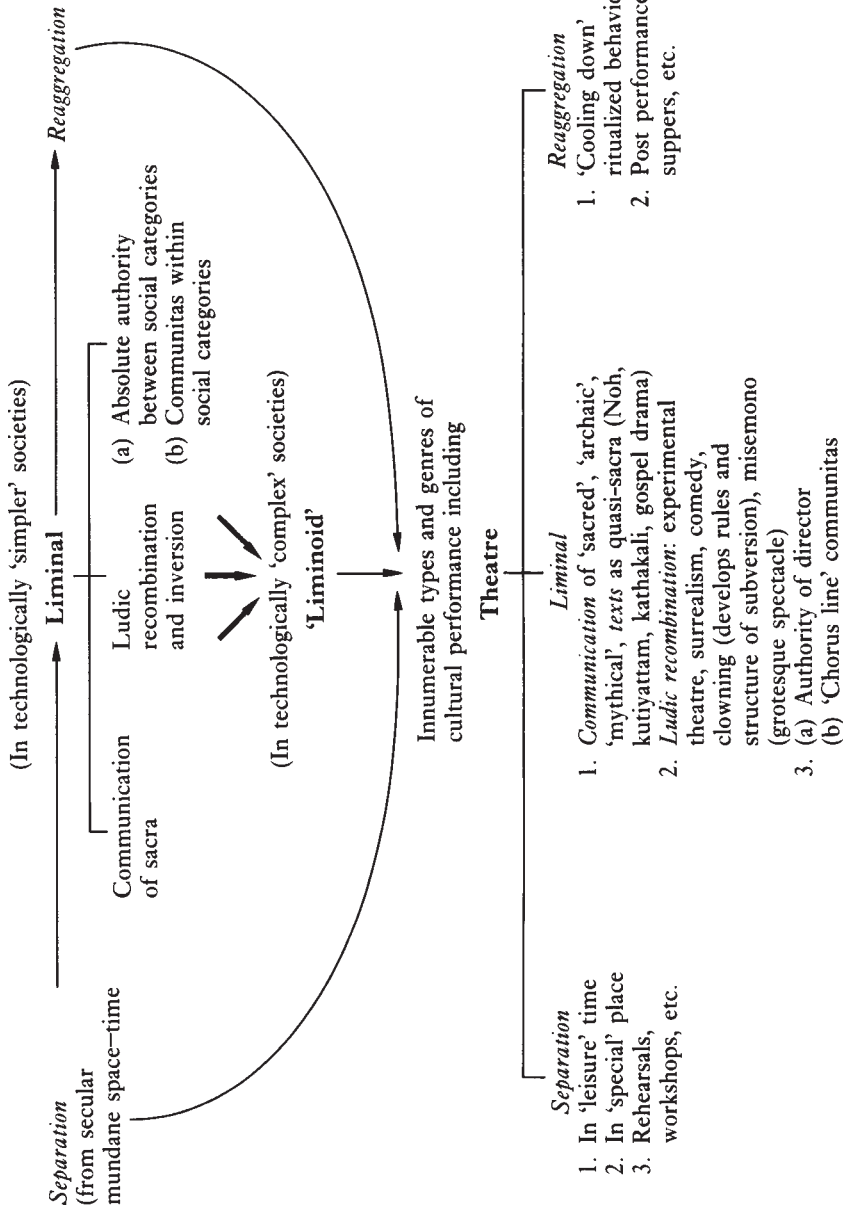 (In technologically ‘simpler’ societies)
Separation
(from secular
mundane space–time
Liminal
Reaggregation
Communication
of sacra
Ludic
recombination
and inversion
(a) Absolute authority
between social categories
(b) Communitas within
social categories
(In technologically ‘complex’ societies)
‘Liminoid’
Innumerable types and genres of
cultural performance including
Theatre
Separation
1. In ‘leisure’ time
2. In ‘special’ place
3. Rehearsals,
workshops, etc.
Liminal
1. Communication of ‘sacred’, ‘archaic’,
‘mythical’, texts as quasi-sacra (Noh,
kutiyattam, kathakali, gospel drama)
2. Ludic recombination: experimental
theatre, surrealism, comedy,
clowning (develops rules and
structure of subversion), misemono
(grotesque spectacle)
3. (a) Authority of director
(b) ‘Chorus line’ communitas
Reaggregation
1. ‘Cooling down’
ritualized
2. Post performance
suppers, etc.